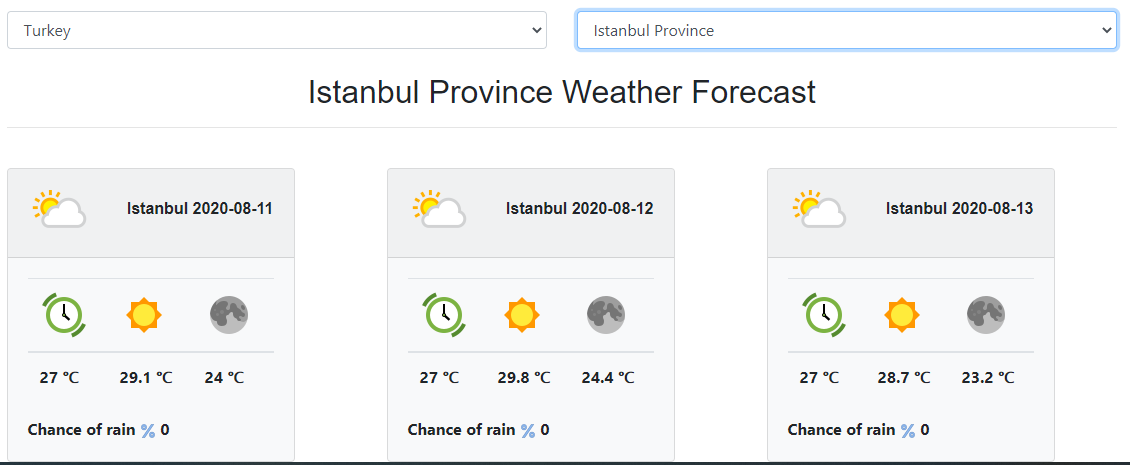 Turkey
Istanbul Province
Istanbul Province Weather Forecast
Istanbul 2020-08-11
27 °C 29.1 °C 24 °C
Chance of rain % 0
Istanbul 2020-08-12
27 °C 29.8 °C 24.4 °C
Chance of rain % 0
Istanbul 2020-08-13
27 °C 28.7 °C 23.2 °C
Chance of rain % 0